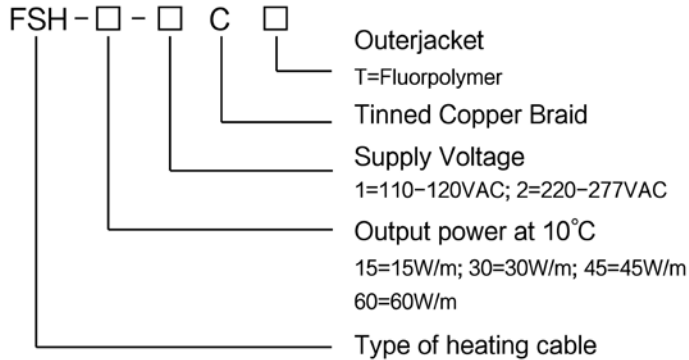 FSH-□-□ C □
Outerjacket
T=Fluorpolymer
Tinned Copper Braid
Supply Voltage
1=110-120VAC; 2=220-277VAC
Output power at 10℃
15=15W/m; 30=30W/m; 45=45W/m
60=60W/m
Type of heating cable